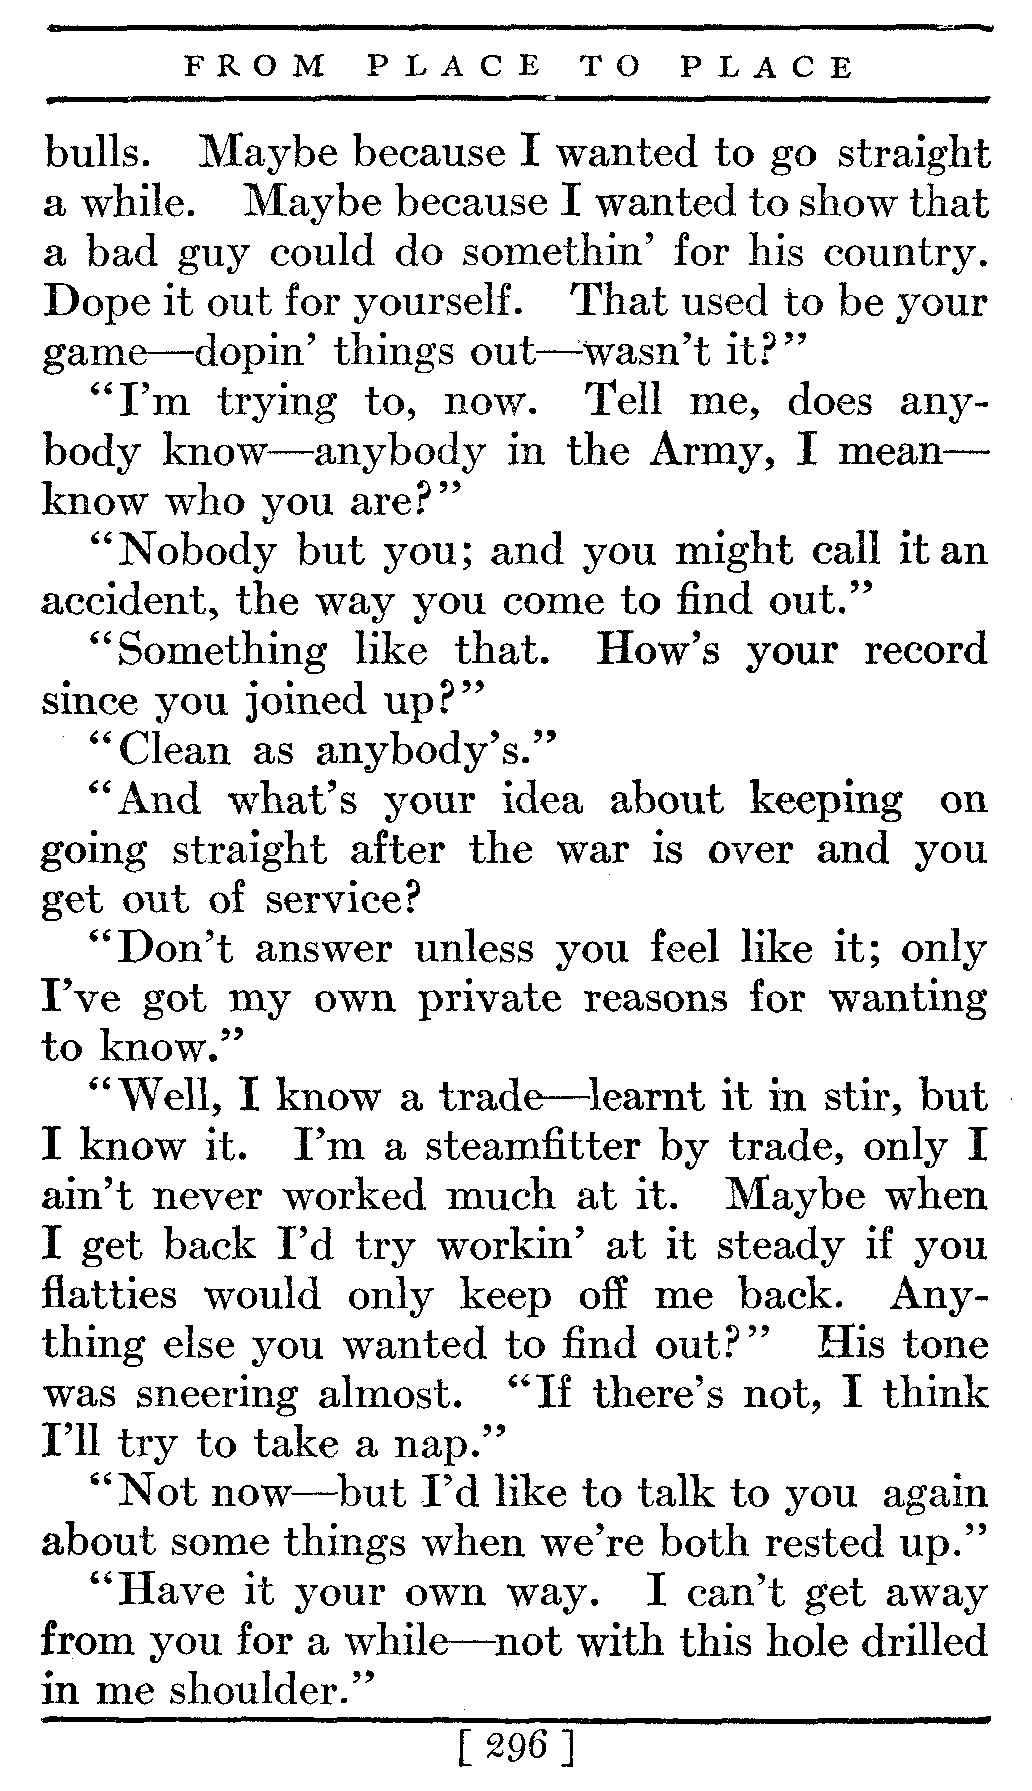 FROM PLACE TO PLACE
bulls. Maybe because I wanted to go straight
a while. Maybe because I wanted to show that
a bad guy could do somethin’ for his country.
Dope it out for yourself. That used to be your
game—dopin’ things out—wasn’t it?”
“I’m trying to, now. Tell me, does any-
body know—anybody in the Army, I mean—
know who you are?”
“Nobody but you; and you might call it an
accident, the way you come to find out.”
“Something like that. How’s your record
since you joined up?”
“Clean as anybody’s.”
“And what’s your idea about keeping on
going straight after the war is over and you
get out of service?
“Don’t answer unless you feel like it; only
I’ve got my own private reasons for wanting
to know.”
“Well, I know a trade—learnt it in stir, but
I know it. I’m a steamfitter by trade, only I
ain’t never worked much at it. Maybe when
I get back I’d try workin’ at it steady if you
flatties would only keep off me back. Any-
thing else you wanted to find out?” His tone
was sneering almost. “If there’s not, I think
I’ll try to take a nap.”
“Not now—but I’d like to talk to you again
about some things when we’re both rested up.”
“Have it your own way. I can’t get away
from you for a while—not with this hole drilled
in me shoulder.”
[ 296 ]